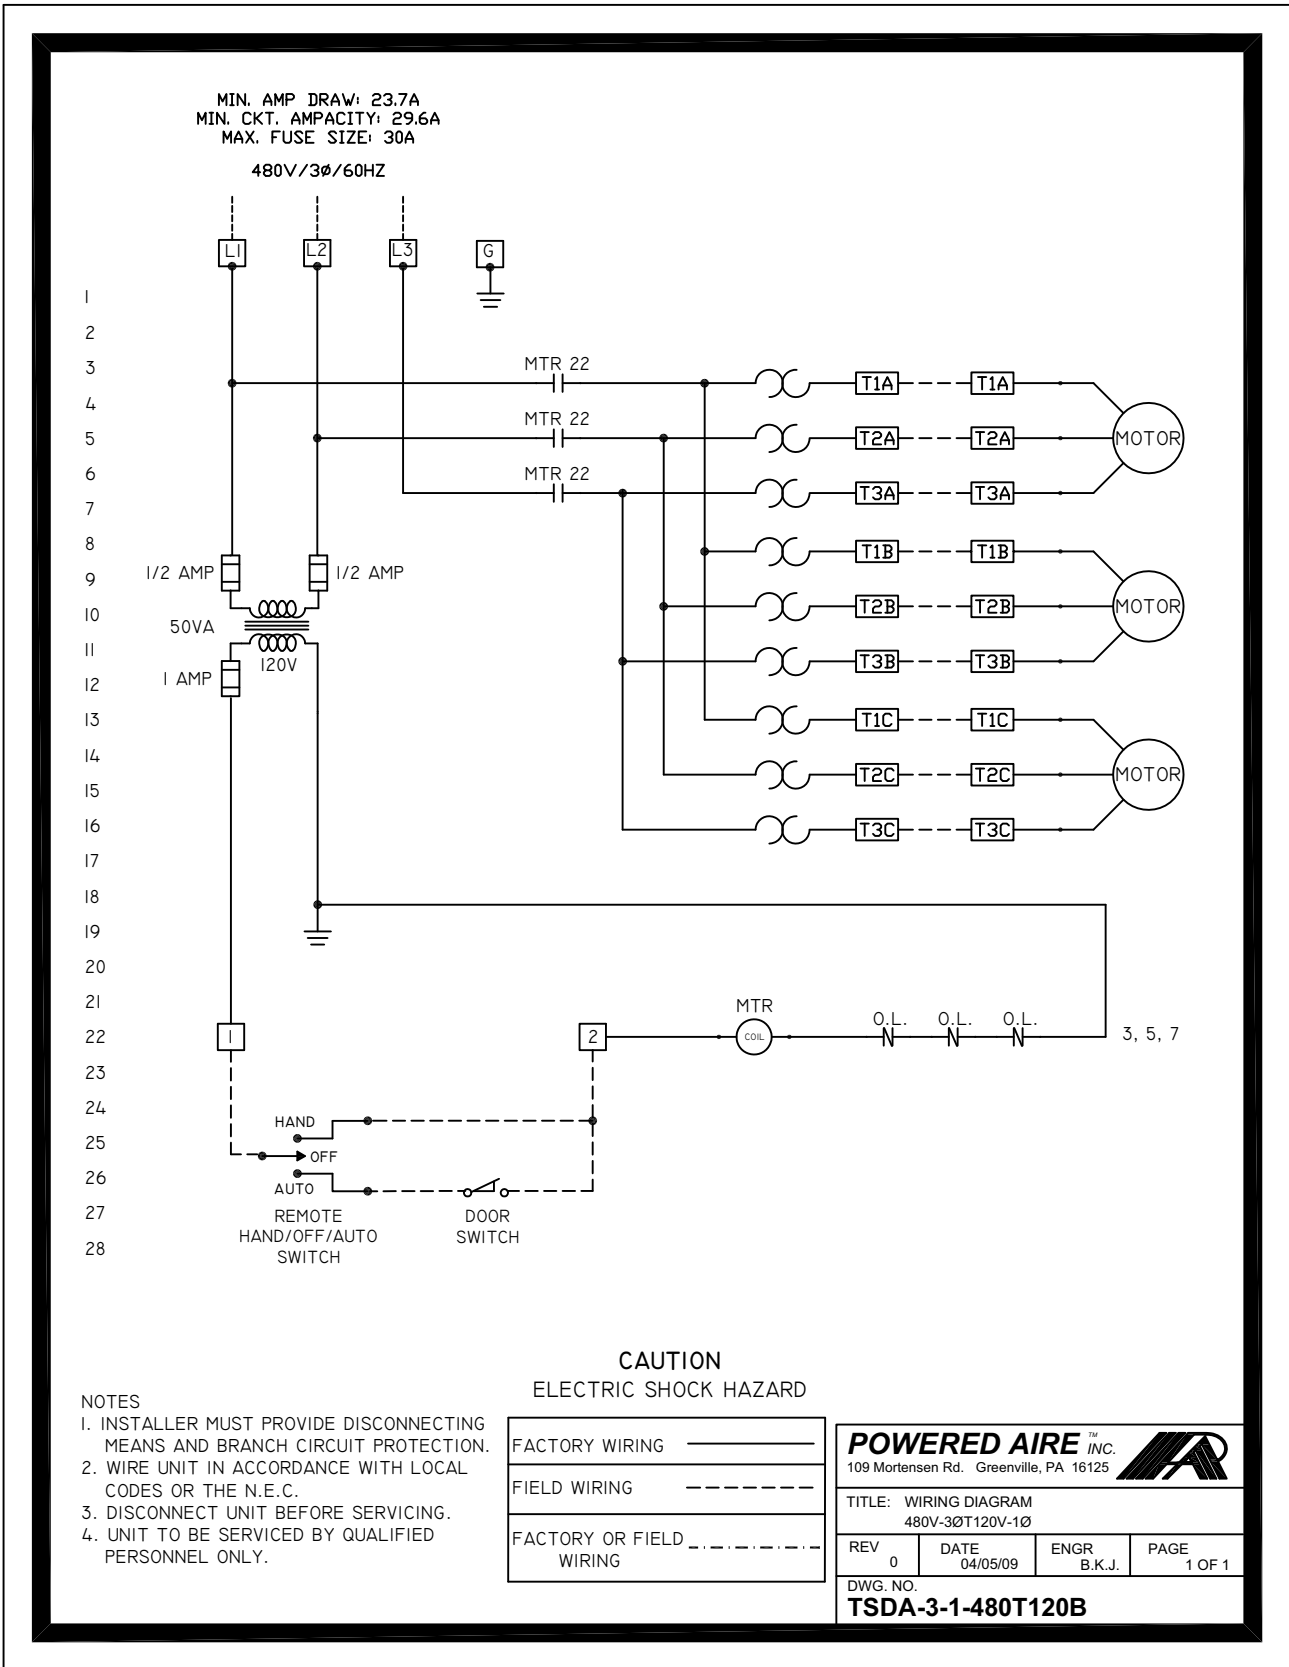 MIN. AMP DRAW: 23.7A
MIN. CKT. AMPACITY: 29.6A
MAX. FUSE SIZE: 30A
480V/3Ø/60HZ
L1 L2 L3 G
1
2
3 MTR 22
T1A T1A
4
MTR 22
5 T2A T2A MOTOR
6 MTR 22
T3A T3A
7
8 T1B T1B
9 1/2 AMP 1/2 AMP
10 T2B T2B MOTOR
50VA
11
120V T3B T3B
12 1 AMP
13 T1C T1C
14
T2C T2C MOTOR
15
16 T3C T3C
17
18
19
20
21 MTR
O.L. O.L. O.L.
22 1 2 COIL 3, 5, 7
23
24
HAND
25
OFF
26
AUTO
27 REMOTE DOOR
HAND/OFF/AUTO SWITCH
28 SWITCH
CAUTION
ELECTRIC SHOCK HAZARD
NOTES
1. INSTALLER MUST PROVIDE DISCONNECTING
MEANS AND BRANCH CIRCUIT PROTECTION.
2. WIRE UNIT IN ACCORDANCE WITH LOCAL
CODES OR THE N.E.C.
3. DISCONNECT UNIT BEFORE SERVICING.
4. UNIT TO BE SERVICED BY QUALIFIED
PERSONNEL ONLY.
FACTORY WIRING
FIELD WIRING
FACTORY OR FIELD
WIRING
POWERED AIRE ™ INC.
109 Mortensen Rd. Greenville, PA 16125
TITLE: WIRING DIAGRAM
480V-3ØT120V-1Ø
REV DATE ENGR PAGE
0 04/05/09 B.K.J. 1 OF 1
DWG. NO.
TSDA-3-1-480T120B